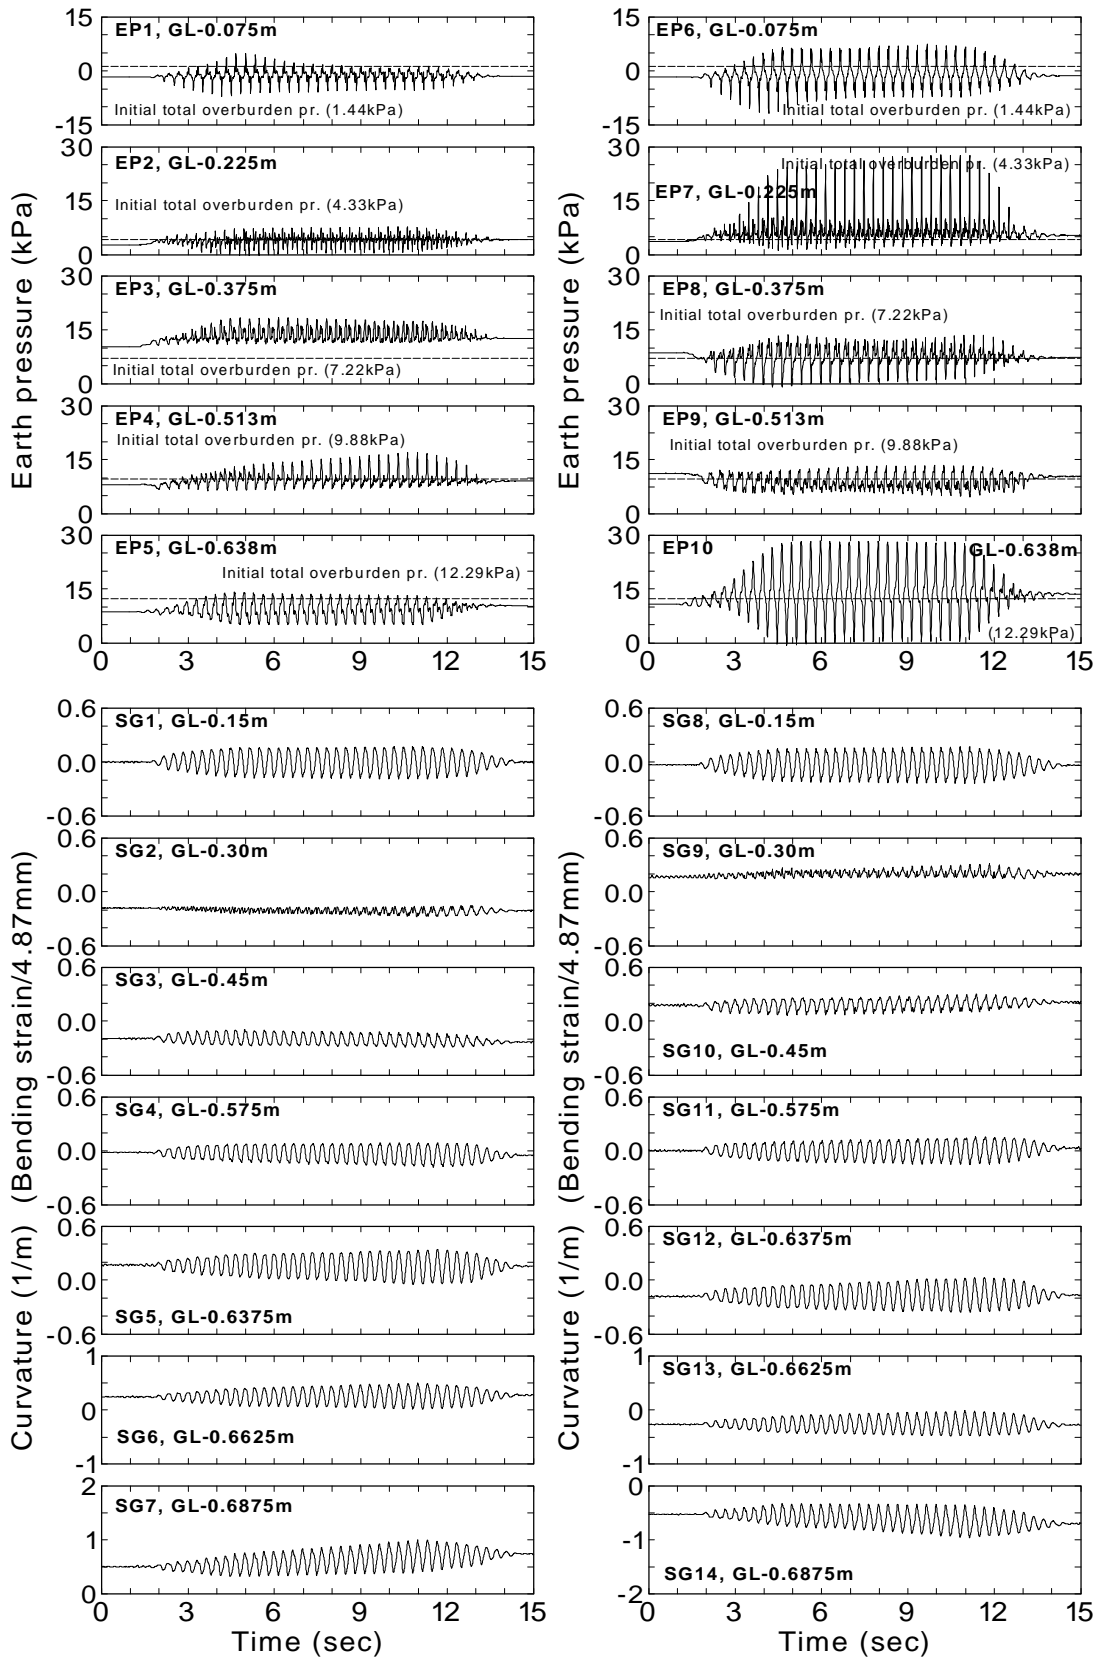 Earth pressure (kPa)
15
0
-15
EP1, GL-0.075m
Initial total overburden pr. (1.44kPa)
30
15
0
EP2, GL-0.225m
Initial total overburden pr. (4.33kPa)
30
15
0
EP3, GL-0.375m
Initial total overburden pr. (7.22kPa)
30
15
0
EP4, GL-0.513m
Initial total overburden pr. (9.88kPa)
30
15
0
EP5, GL-0.638m
Initial total overburden pr. (12.29kPa)
0 3 6 9 12 15
Earth pressure (kPa)
15
0
-15
EP6, GL-0.075m
Initial total overburden pr. (1.44kPa)
30
15
0
Initial total overburden pr. (4.33kPa)
EP7, GL-0.225m
30
15
0
EP8, GL-0.375m
Initial total overburden pr. (7.22kPa)
30
15
0
EP9, GL-0.513m
Initial total overburden pr. (9.88kPa)
30
15
0
EP10 GL-0.638m
(12.29kPa)
0 3 6 9 12 15
Curvature (1/m) (Bending strain/4.87mm)
0.6
0.0
-0.6
SG1, GL-0.15m
0.6
0.0
-0.6
SG2, GL-0.30m
0.6
0.0
-0.6
SG3, GL-0.45m
0.6
0.0
-0.6
SG4, GL-0.575m
0.6
0.0
-0.6
SG5, GL-0.6375m
1
0
-1
SG6, GL-0.6625m
2
1
0
SG7, GL-0.6875m
0 3 6 9 12 15
Time (sec)
Curvature (1/m) (Bending strain/4.87mm)
0.6
0.0
-0.6
SG8, GL-0.15m
0.6
0.0
-0.6
SG9, GL-0.30m
0.6
0.0
-0.6
SG10, GL-0.45m
0.6
0.0
-0.6
SG11, GL-0.575m
0.6
0.0
-0.6
SG12, GL-0.6375m
1
0
-1
SG13, GL-0.6625m
0
-1
-2
SG14, GL-0.6875m
0 3 6 9 12 15
Time (sec)